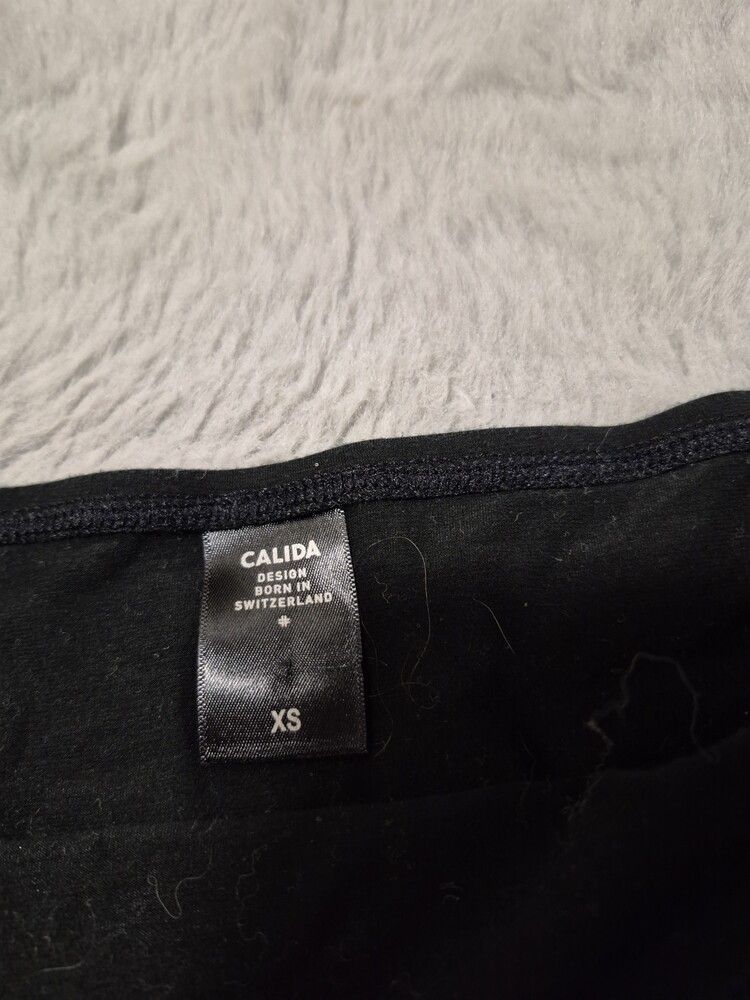 CALIDA
DESIGN
BORN IN
SWITZERLAND
#
XS